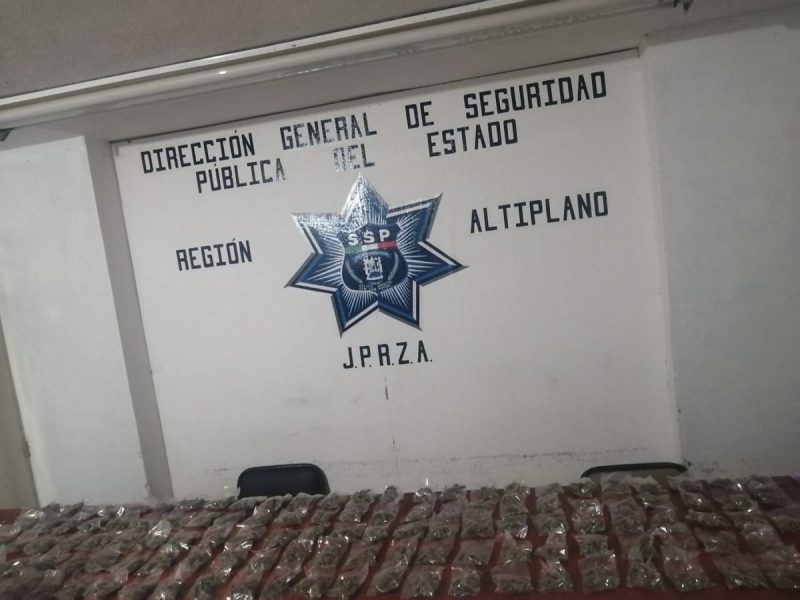 DIRECCIÓN GENERAL DE SEGURIDAD
PÚBLICA DEL ESTADO
REGIÓN ALTIPLANO
SSP
J.P.R.Z.A.